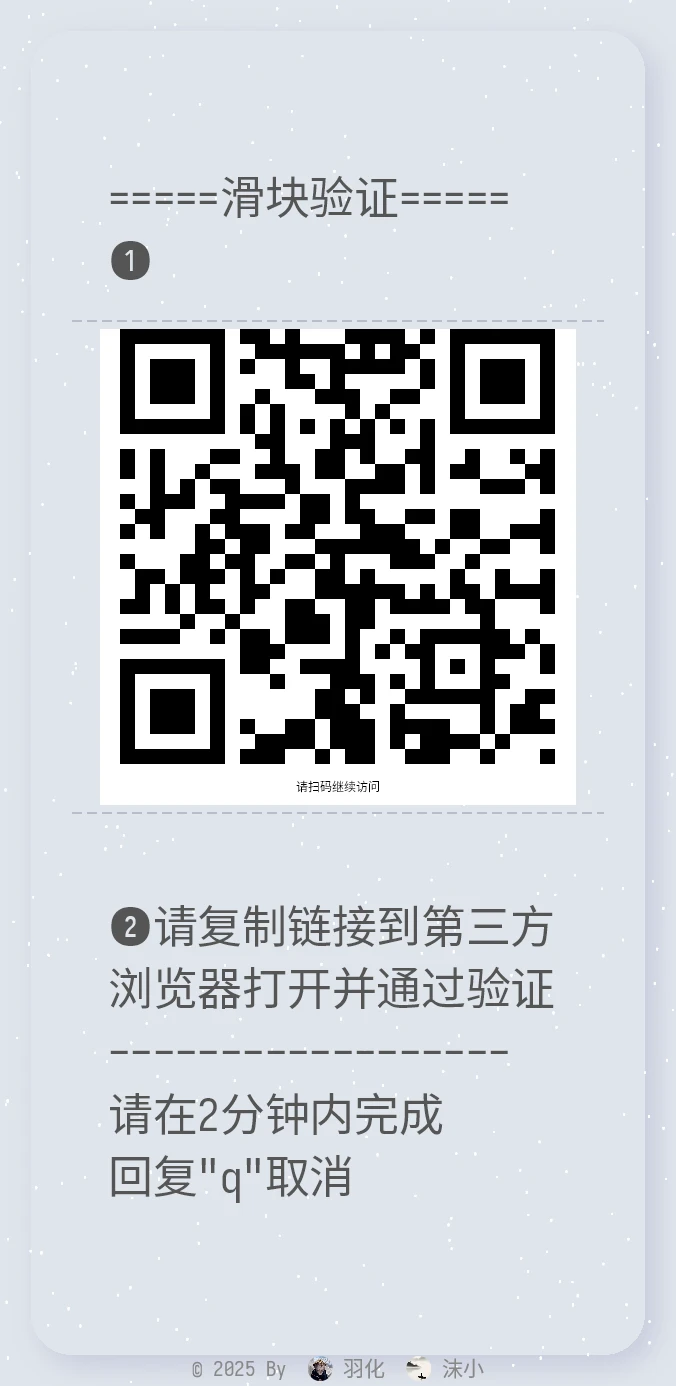 =====滑块验证=====
❶
请扫码继续访问
❷请复制链接到第三方
浏览器打开并通过验证
------------------
请在2分钟内完成
回复"q"取消
© 2025 By 羽化 沫小